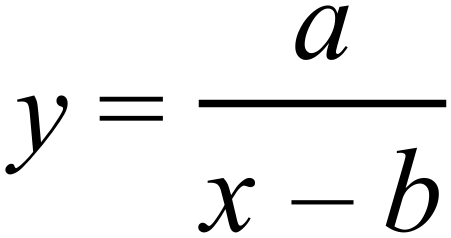 y = a / (x − b)